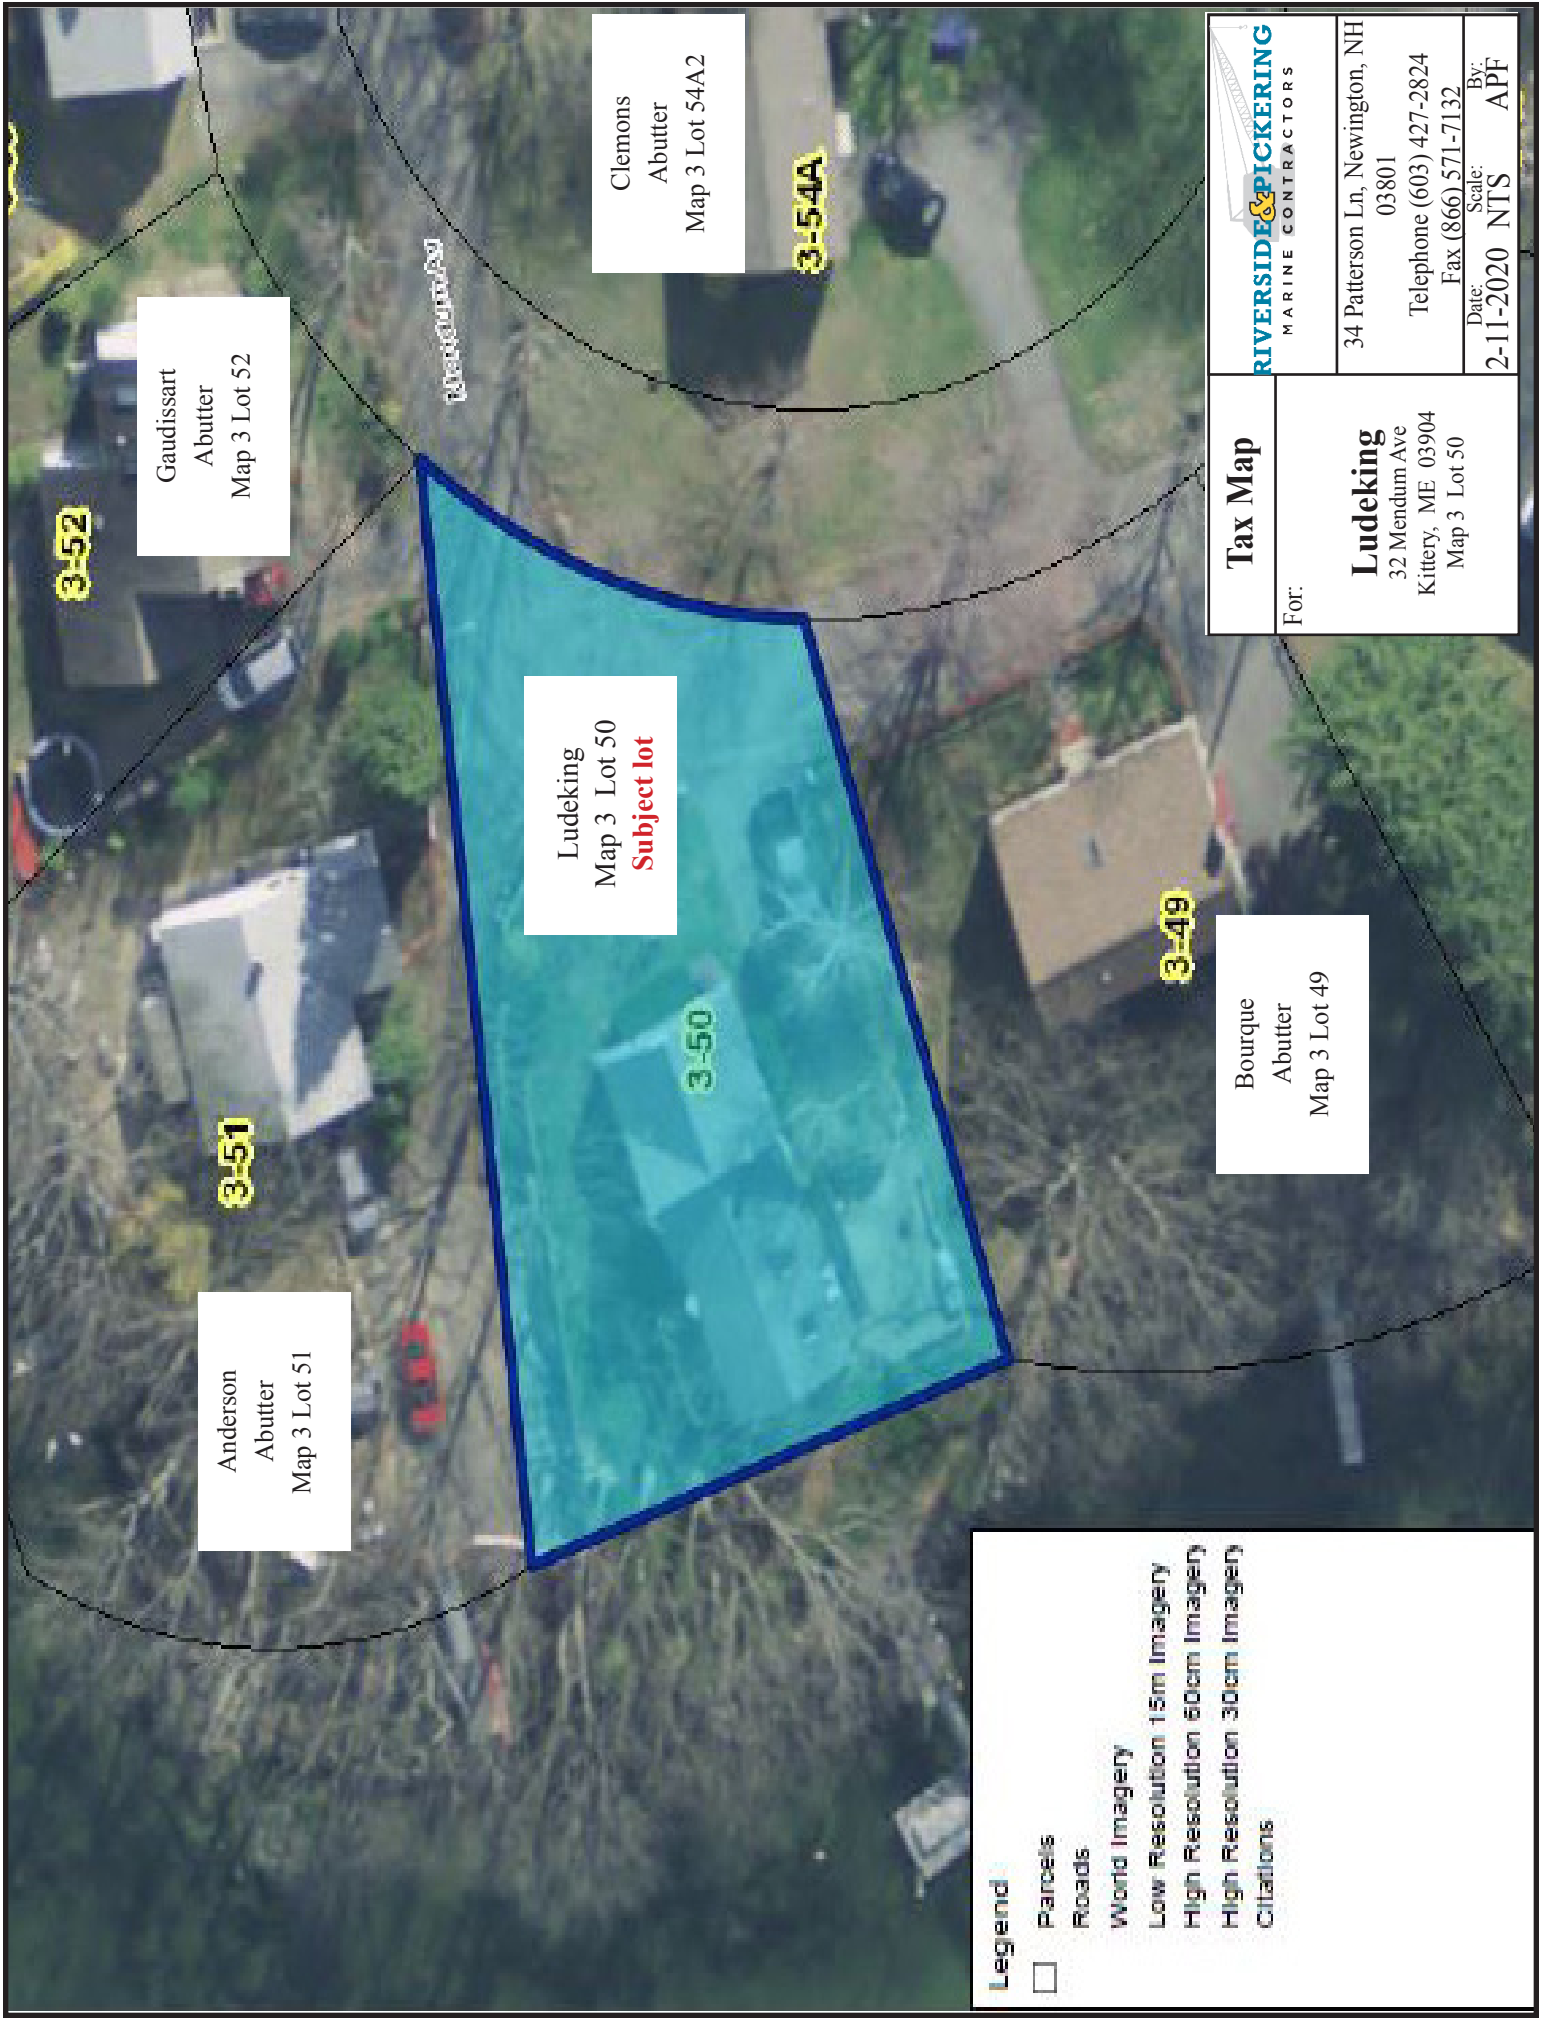 Anderson
Abutter
Map 3 Lot 51
3-51
3-52
Gaudissart
Abutter
Map 3 Lot 52
Ludeking
Map 3 Lot 50
Subject lot
3-50
Clemons
Abutter
Map 3 Lot 54A2
3-54A
3-49
Bourque
Abutter
Map 3 Lot 49
Legend
Parcels
Roads
World Imagery
Low Resolution 15m Imagery
High Resolution 60cm Imagery
High Resolution 30cm Imagery
Citations
Tax Map
For:
Ludeking
32 Mendum Ave
Kittery, ME 03904
Map 3 Lot 50
RIVERSIDE&PICKERING
MARINE CONTRACTORS
34 Patterson Ln, Newington, NH
03801
Telephone (603) 427-2824
Fax (866) 571-7132
Date: Scale: By:
2-11-2020 NTS APF